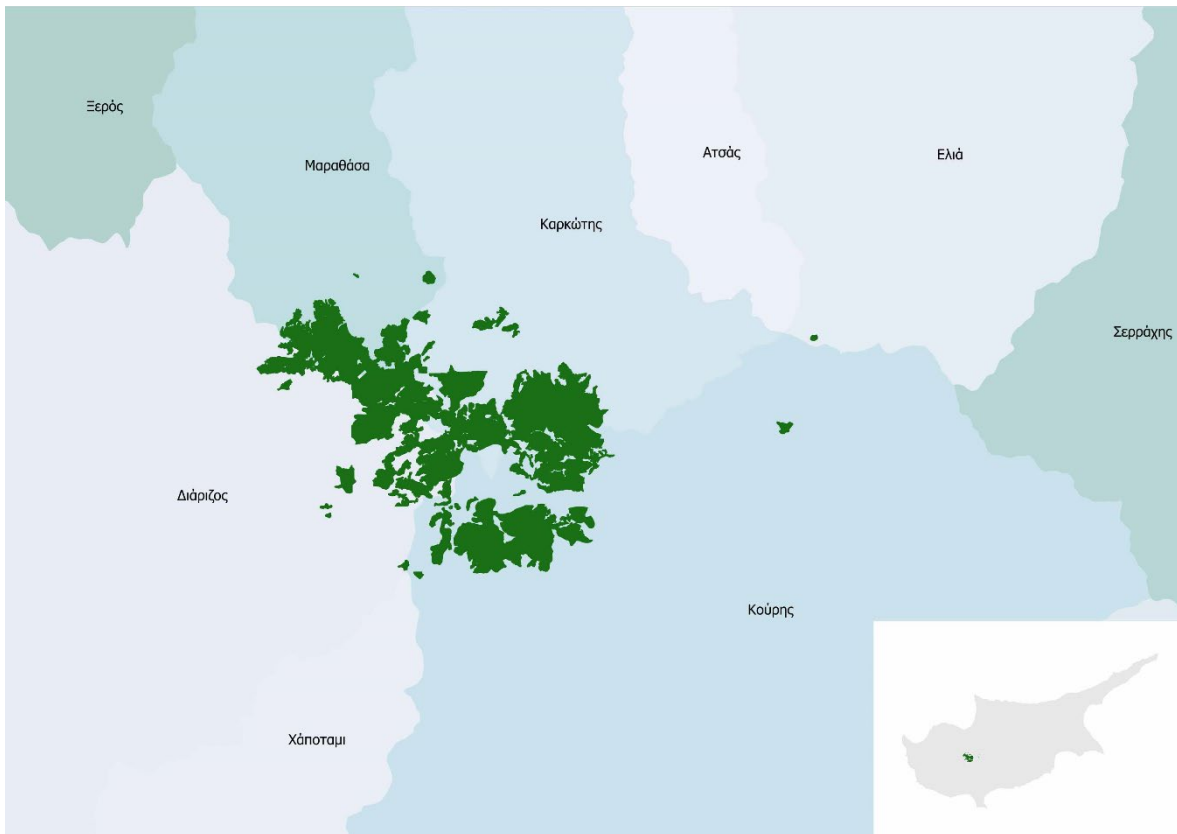 Ξερός
Μαραθάσα
Ατσάς
Ελιά
Καρκώτης
Σερράχης
Διάριζος
Κούρης
Χάποταμι